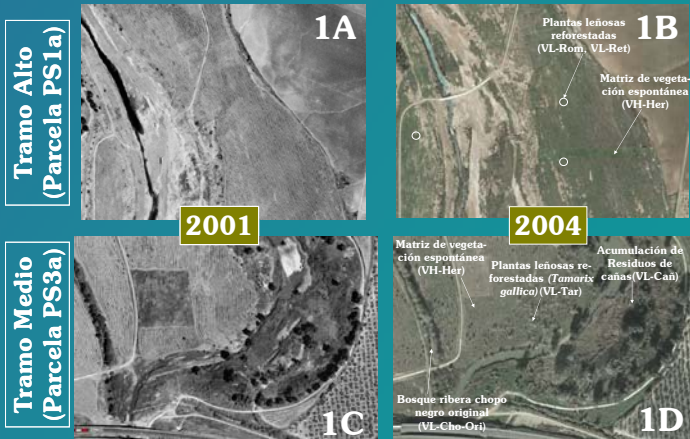 Tramo Alto
(Parcela PS1a)
1A
1B
Plantas leñosas
reforestadas
(VL-Rom, VL-Ret)
Matriz de vegeta-
ción espontánea
(VH-Her)
2001
2004
Tramo Medio
(Parcela PS3a)
1C
Matriz de vegeta-
ción espontánea
(VH-Her)
Plantas leñosas re-
forestadas (Tamarix
gallica) (VL-Tar)
Acumulación de
Residuos de
cañas(VL-Cañ)
Bosque ribera chopo
negro original
(VL-Cho-Ori)
1D